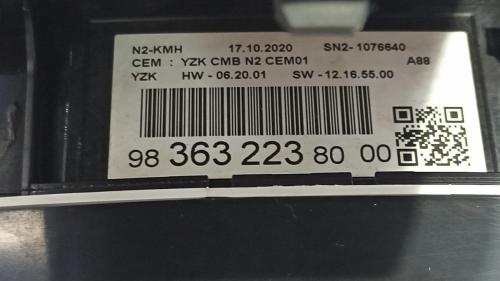 N2-KMH 17.10.2020 SN2- 1076640
CEM : YZK CMB N2 CEM01 A88
YZK HW - 06.20.01 SW - 12.16.55.00
98 363 223 80 00